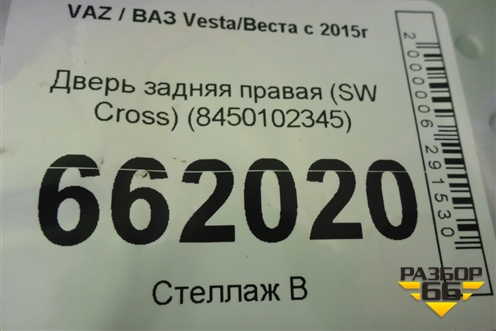 VAZ / ВАЗ Vesta/Веста с 2015г
Дверь задняя правая (SW
Cross) (8450102345)
662020
Стеллаж В
2000006291530
РАЗБОР
66